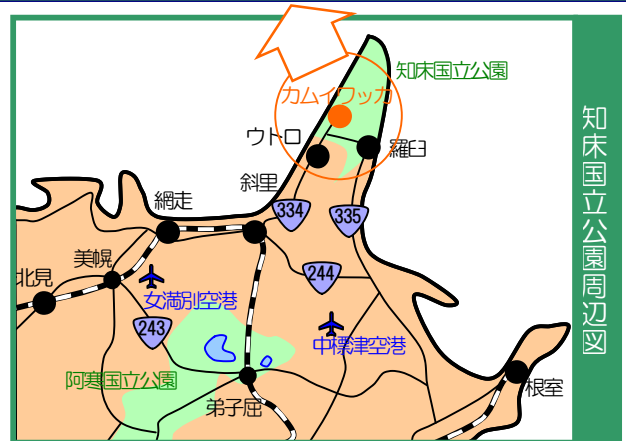 知床国立公園
カムイワッカ
ウトロ
羅臼
斜里
網走
334
335
美幌
北見
244
女満別空港
243
中標津空港
阿寒国立公園
弟子屈
根室
知床国立公園周辺図